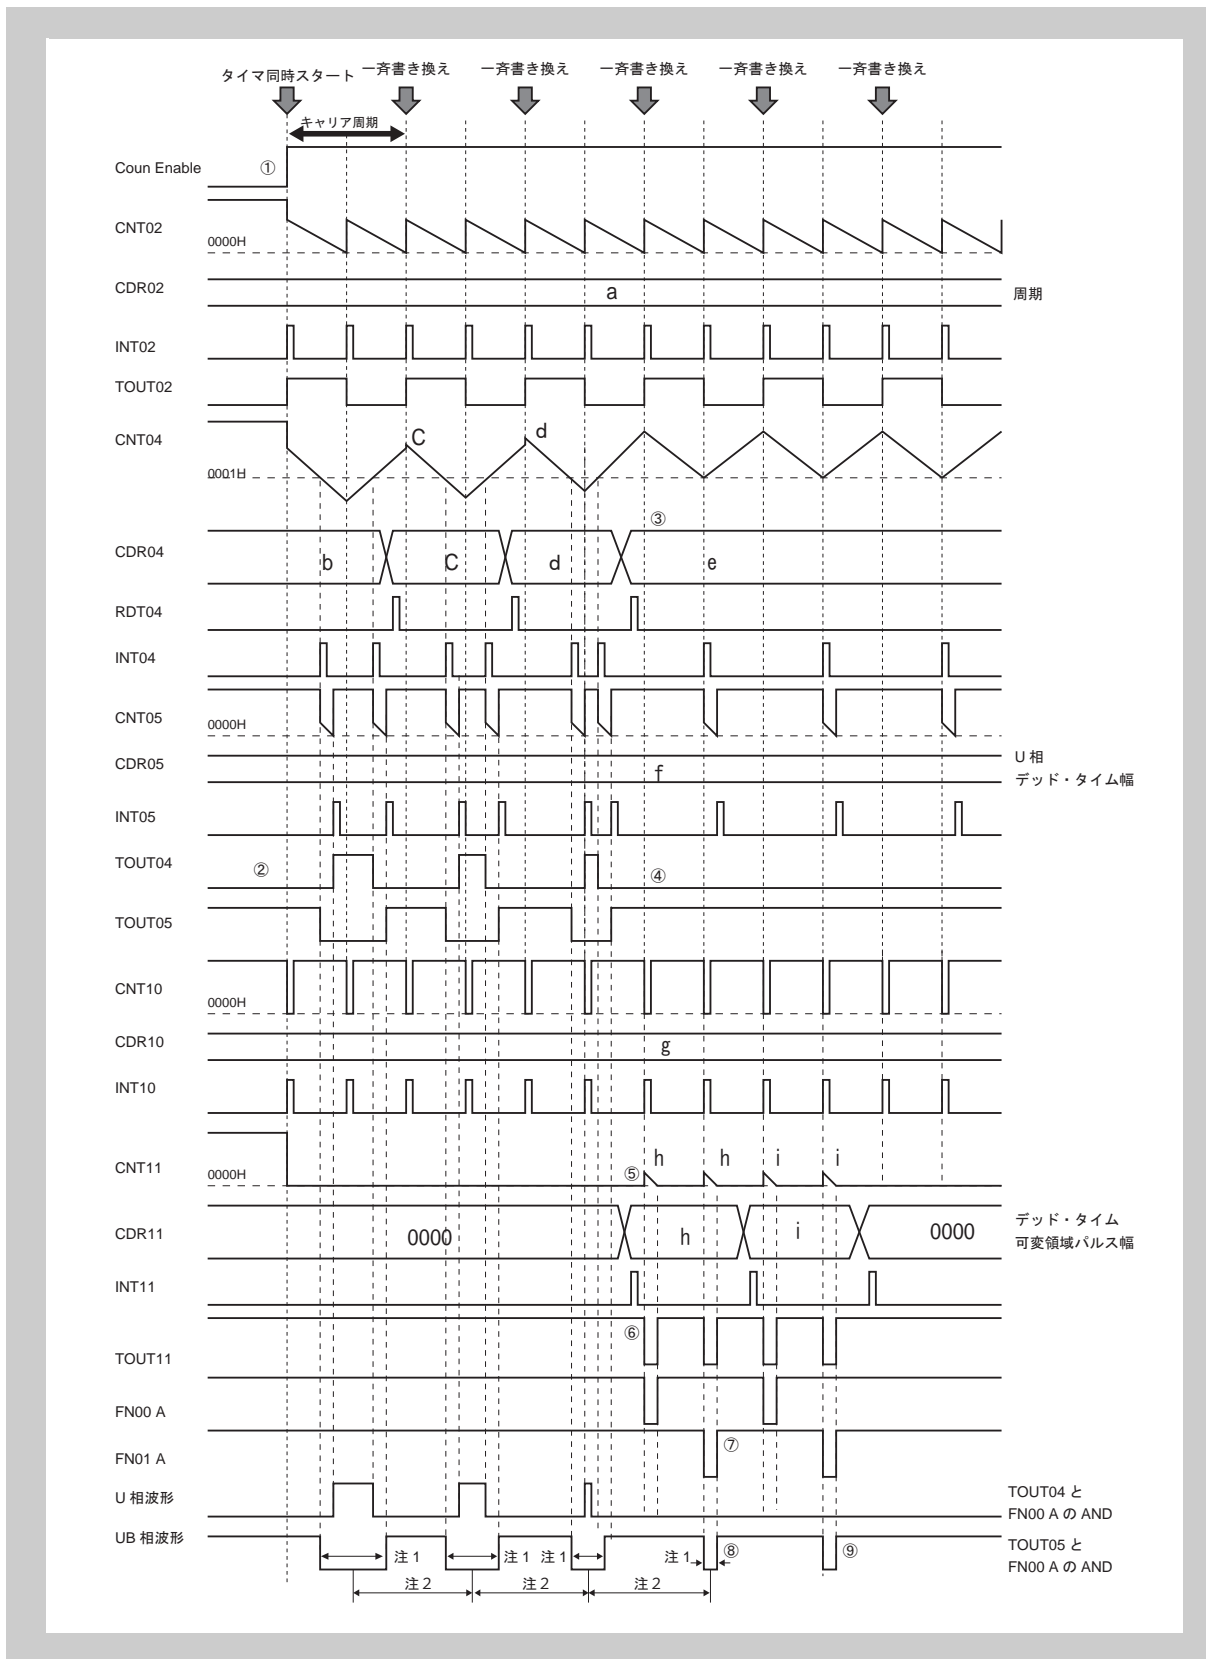 タイマ同時スタート 一斉書き換え 一斉書き換え 一斉書き換え 一斉書き換え 一斉書き換え
キャリア周期
Coun Enable ①
CNT02
0000H
CDR02 a 周期
INT02
TOUT02
CNT04 C d
0001H
③
CDR04 b C d e
RDT04
INT04
CNT05 0000H
CDR05 f U 相
デッド・タイム幅
INT05
TOUT04 ② ④
TOUT05
CNT10
0000H
CDR10 g
INT10
CNT11 0000H ⑤ h h i i
CDR11 0000 h i 0000 デッド・タイム
可変領域パルス幅
INT11
⑥
TOUT11
FN00 A
⑦
FN01 A
U 相波形 TOUT04 と
FN00 A の AND
UB 相波形 注 1 注 1 注 1 注 1 ⑧ ⑨ TOUT05 と
FN00 A の AND
注 2 注 2 注 2